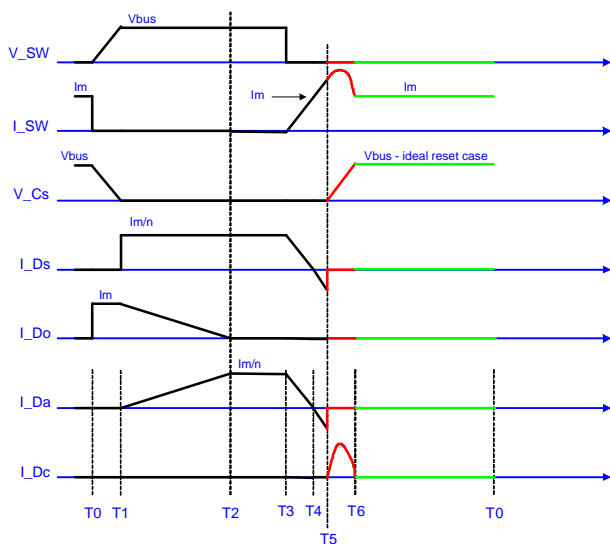 Vbus
V_SW
Im
Im
Im
I_SW
Vbus
Vbus - ideal reset case
V_Cs
Im/n
I_Ds
Im
I_Do
Im/n
I_Da
I_Dc
T0 T1 T2 T3 T4 T6 T0
T5